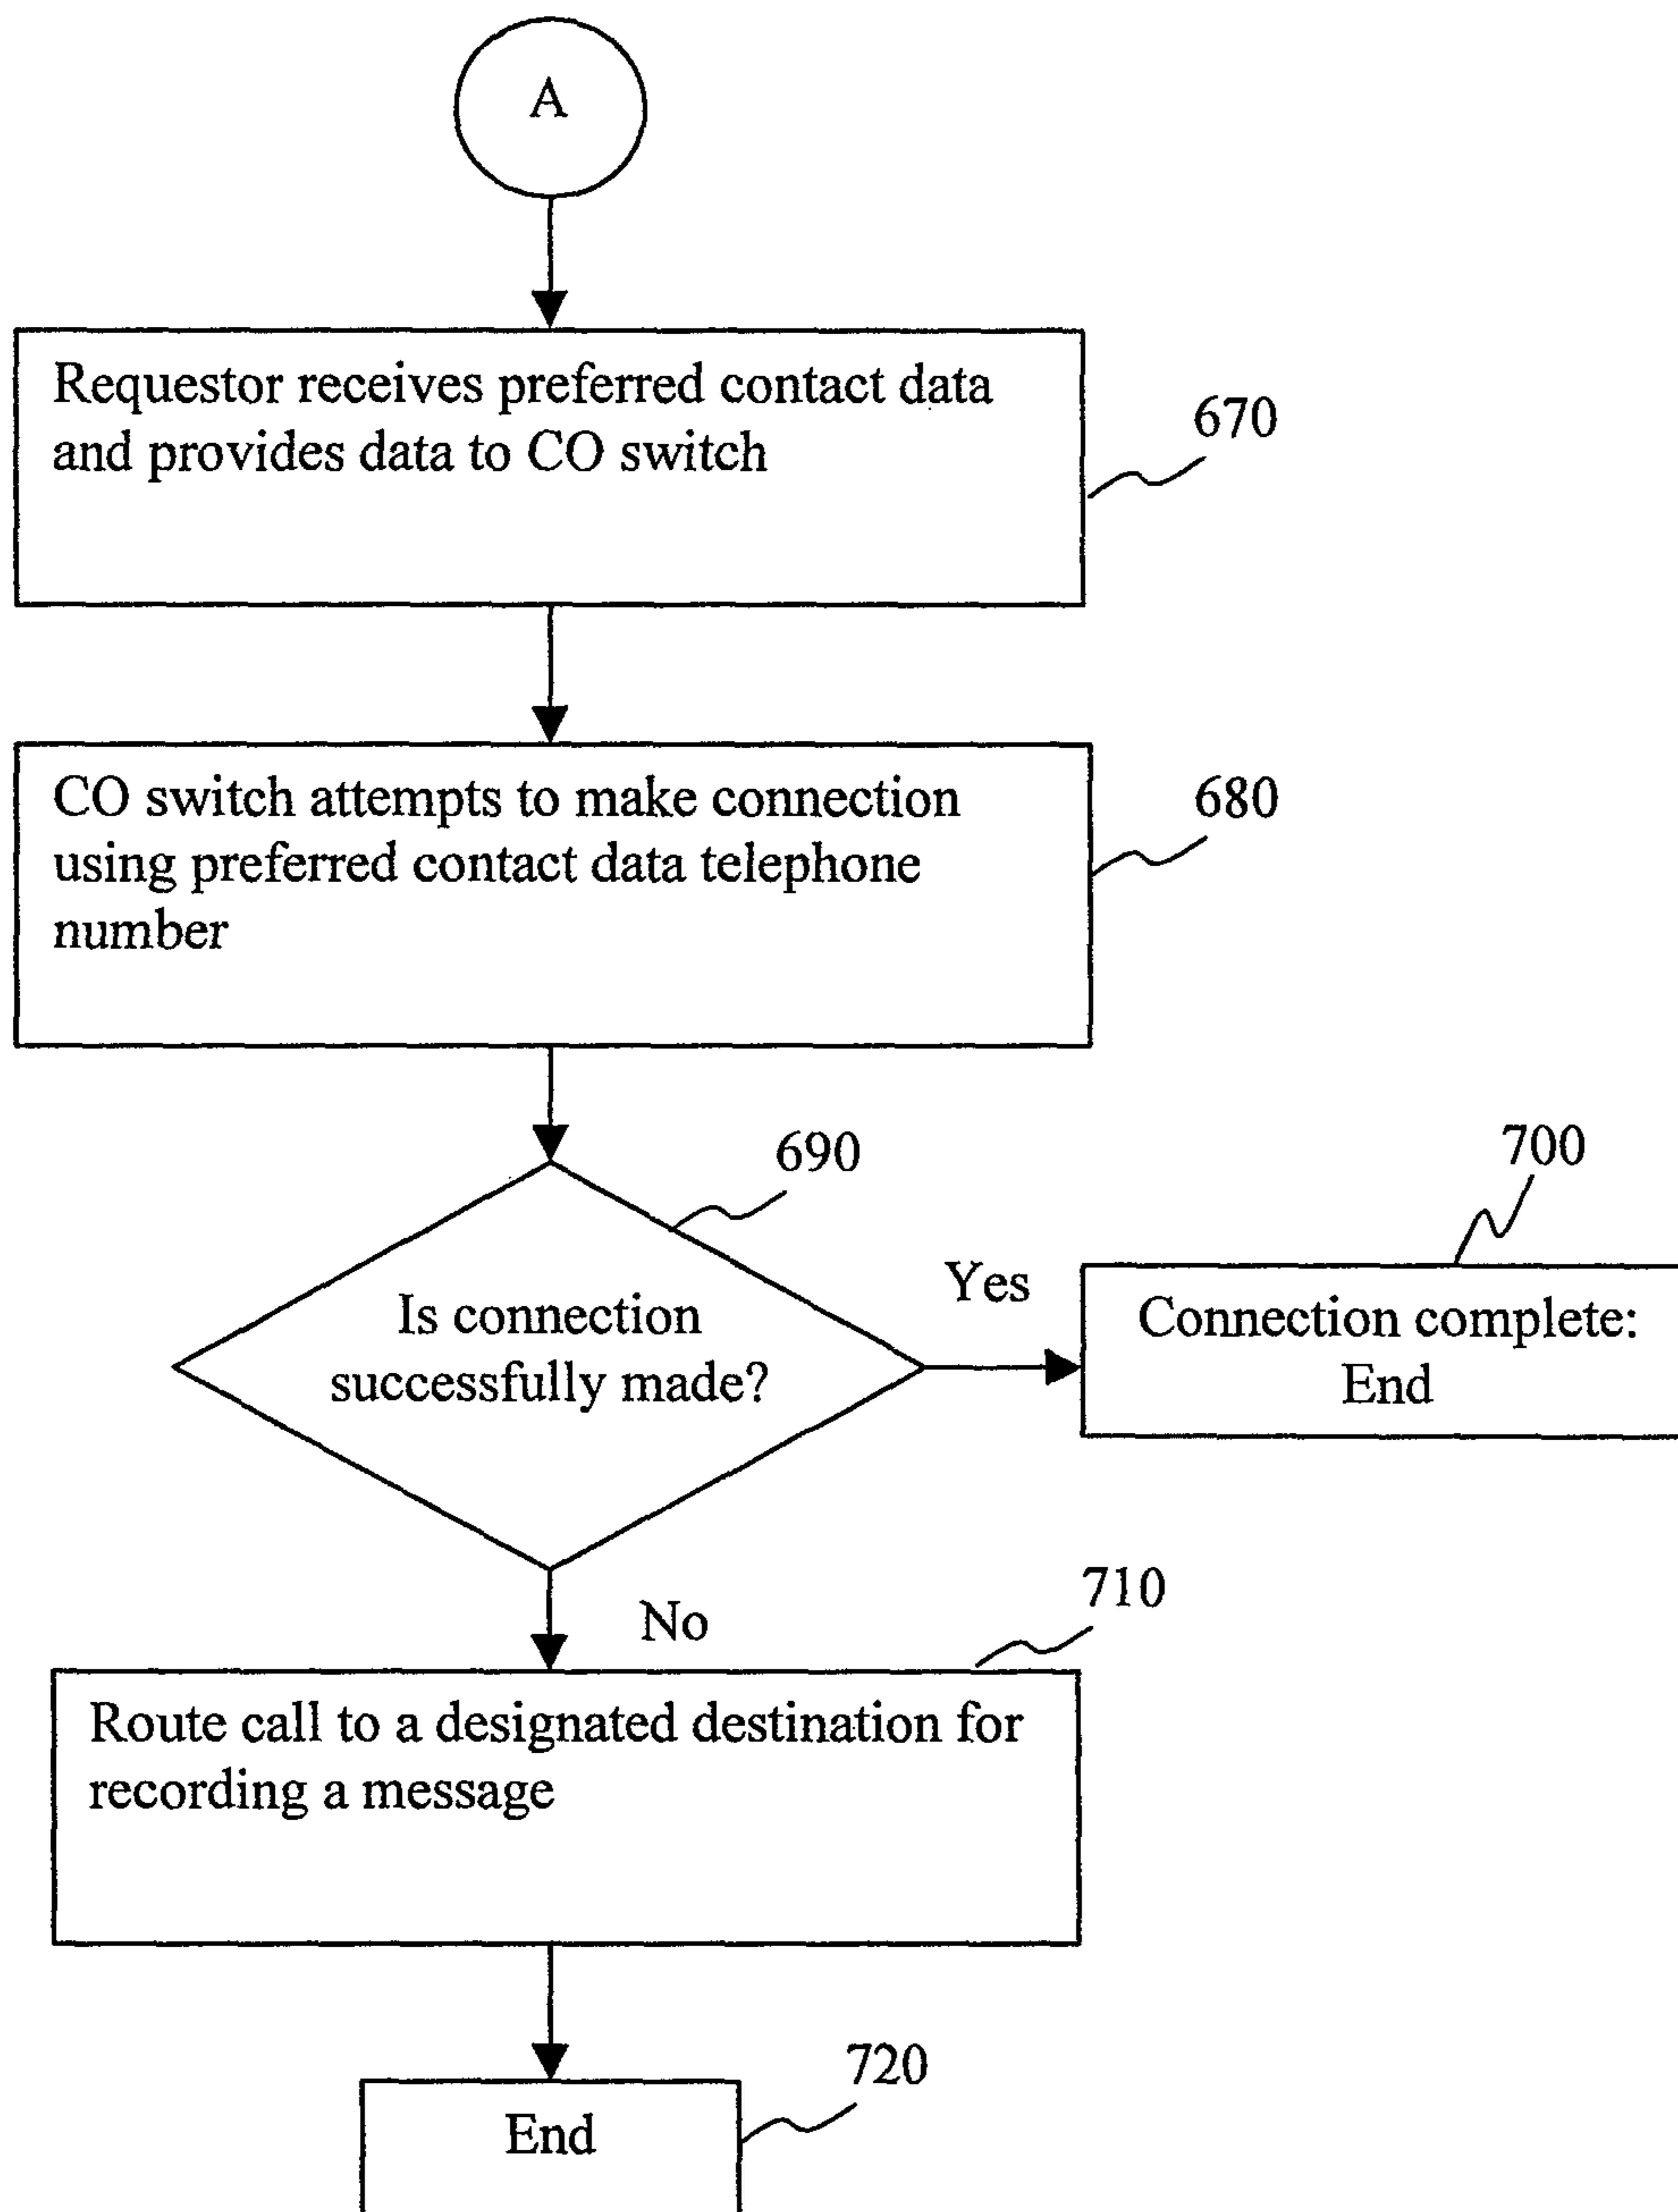 A
Requestor receives preferred contact data
and provides data to CO switch
670
CO switch attempts to make connection
using preferred contact data telephone
number
680
690
Is connection
successfully made?
Yes
700
Connection complete:
End
No
710
Route call to a designated destination for
recording a message
720
End